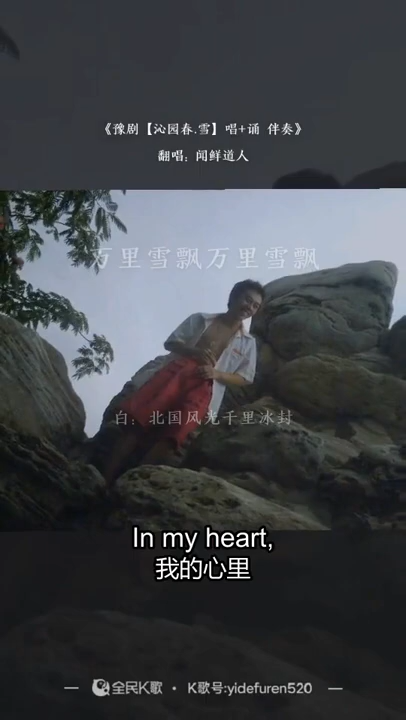 《豫剧【沁园春.雪】唱+诵 伴奏》
翻唱：闻鲜道人
万里雪飘万里雪飘
白：北国风光千里冰封
In my heart,
我的心里
全民K歌 · K歌号:yidefuren520